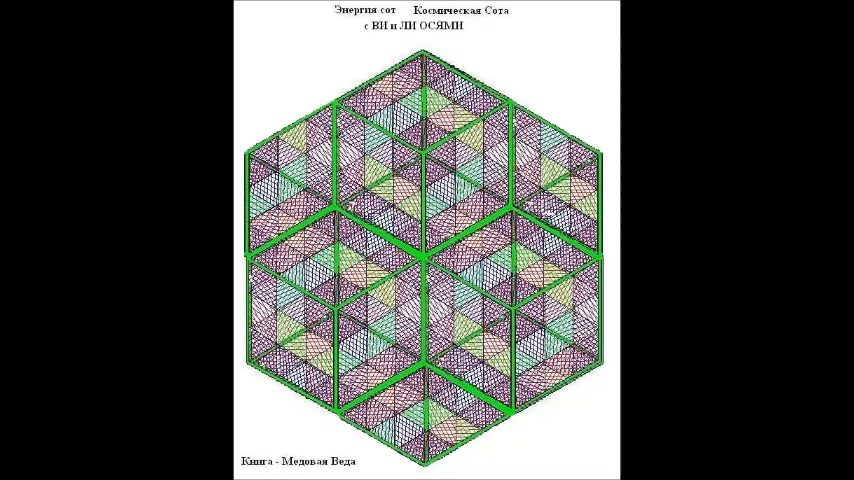 Энергия сот Космическая Сота
с ВИ и ЛИ ОСЯМИ
Книга - Медовая Веда